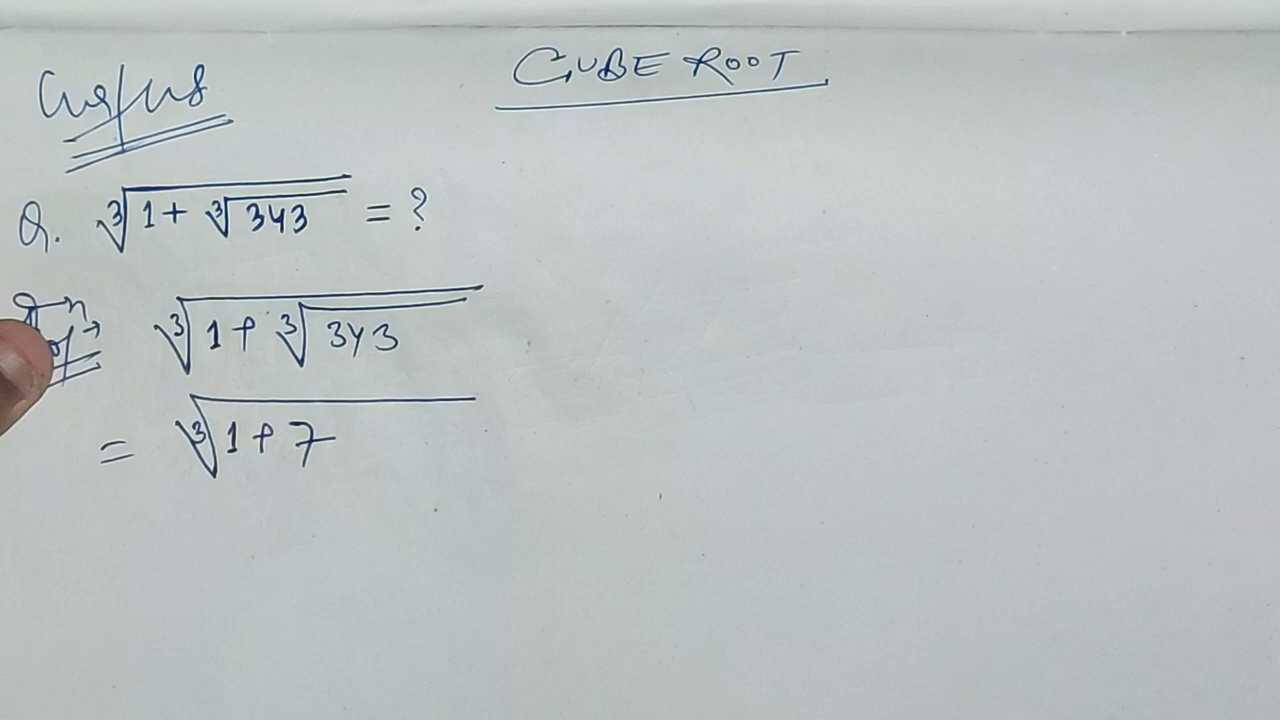 CUBE ROOT
Q. ∛(1+ ∛343) = ?
∛(1+ ∛343)
= ∛(1+7)